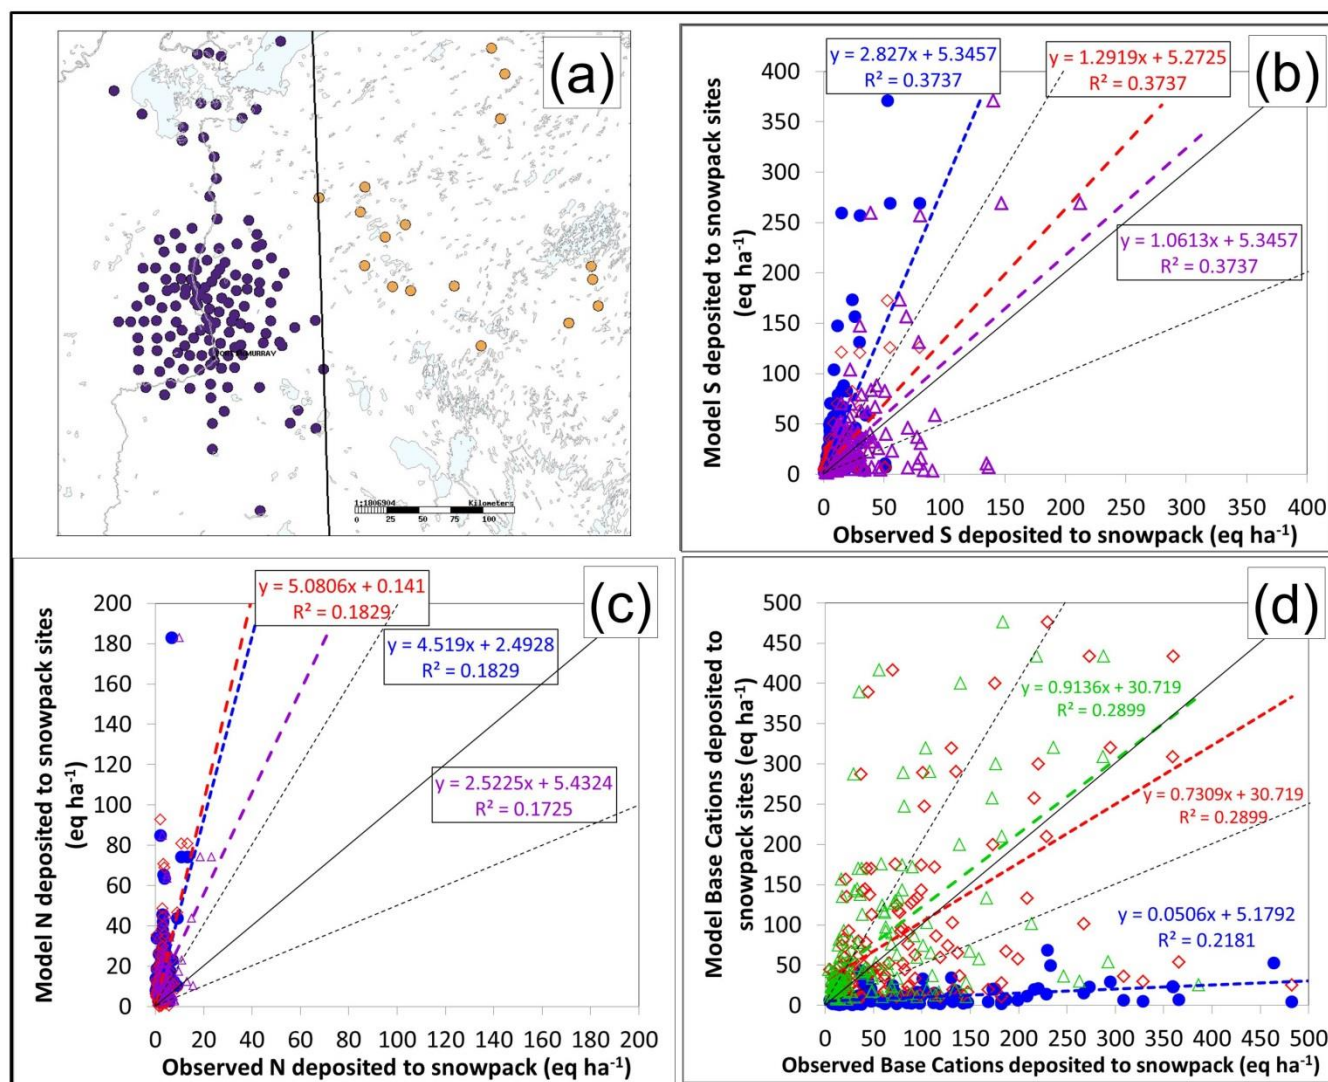 (a)
FORT MURRAY
1:1806904
Kilometers
0 25 50 75 100
(b)
y = 2.827x + 5.3457
R² = 0.3737
y = 1.2919x + 5.2725
R² = 0.3737
y = 1.0613x + 5.3457
R² = 0.3737
Model S deposited to snowpack sites
(eq ha⁻¹)
400
350
300
250
200
150
100
50
0
0 50 100 150 200 250 300 350 400
Observed S deposited to snowpack (eq ha⁻¹)
(c)
y = 5.0806x + 0.141
R² = 0.1829
y = 4.519x + 2.4928
R² = 0.1829
y = 2.5225x + 5.4324
R² = 0.1725
Model N deposited to snowpack sites
(eq ha⁻¹)
200
180
160
140
120
100
80
60
40
20
0
0 20 40 60 80 100 120 140 160 180 200
Observed N deposited to snowpack (eq ha⁻¹)
(d)
y = 0.9136x + 30.719
R² = 0.2899
y = 0.7309x + 30.719
R² = 0.2899
y = 0.0506x + 5.1792
R² = 0.2181
Model Base Cations deposited to
snowpack sites (eq ha⁻¹)
500
450
400
350
300
250
200
150
100
50
0
0 50 100 150 200 250 300 350 400 450 500
Observed Base Cations deposited to snowpack (eq ha⁻¹)